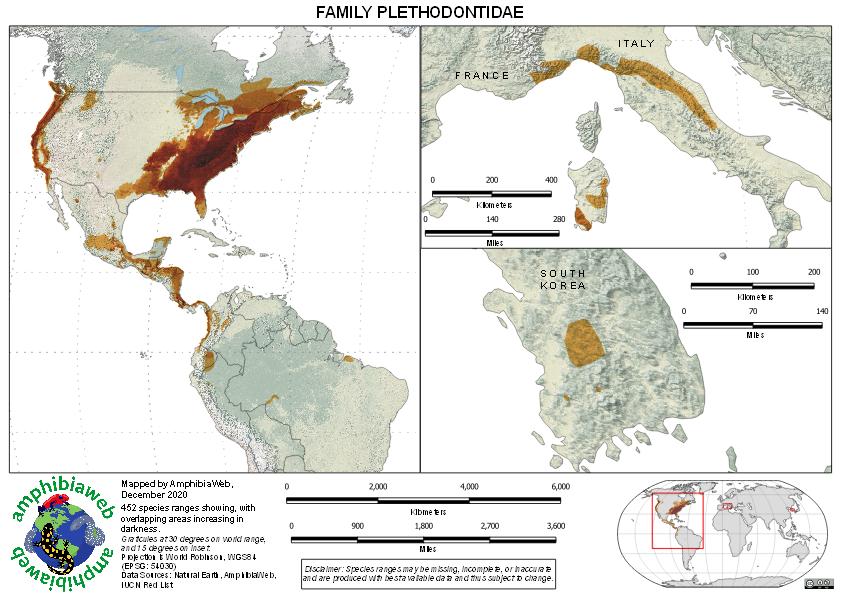 FAMILY PLETHODONTIDAE
ITALY
FRANCE
0 200 400
Kilometers
0 140 280
Miles
SOUTH
KOREA
0 100 200
Kilometers
0 70 140
Miles
amphibiaweb
amphibiaweb
Mapped by AmphibiaWeb,
December 2020
452 species ranges showing, with
overlapping areas increasing in
darkness.
Graticules at 30 degrees on world range,
and 15 degrees on inset.
Projection is World Robinson, WGS84
(EPSG: 54030)
Data Sources: Natural Earth, AmphibiaWeb,
IUCN Red List
0 2,000 4,000 6,000
Kilometers
0 900 1,800 2,700 3,600
Miles
Disclaimer: Species ranges may be missing, incomplete, or inaccurate
and are produced with best available data and thus subject to change.